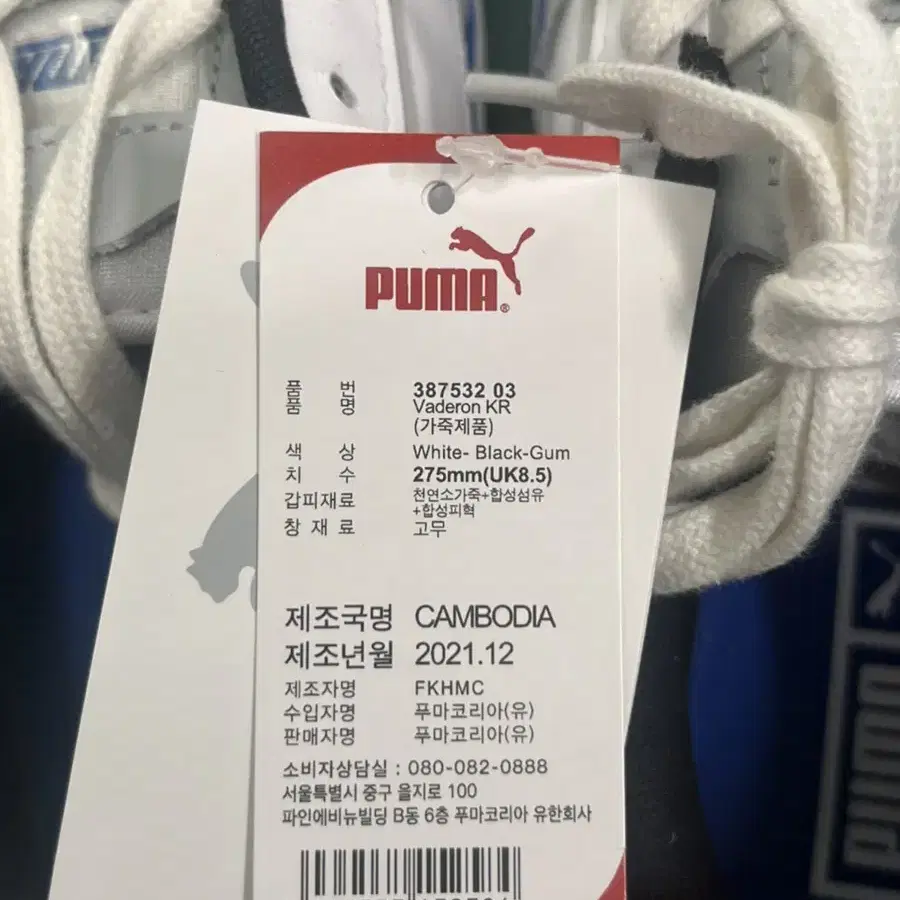 PUMA
품 번 387532 03
품 명 Vaderon KR
(가죽제품)
색 상 White- Black-Gum
치 수 275mm(UK8.5)
갑피재료 천연소가죽+합성섬유
+합성피혁
창 재 료 고무
제조국명 CAMBODIA
제조년월 2021.12
제조자명 FKHMC
수입자명 푸마코리아(유)
판매자명 푸마코리아(유)
소비자상담실 : 080-082-0888
서울특별시 중구 을지로 100
파인에비뉴빌딩 B동 6층 푸마코리아 유한회사
PUMA